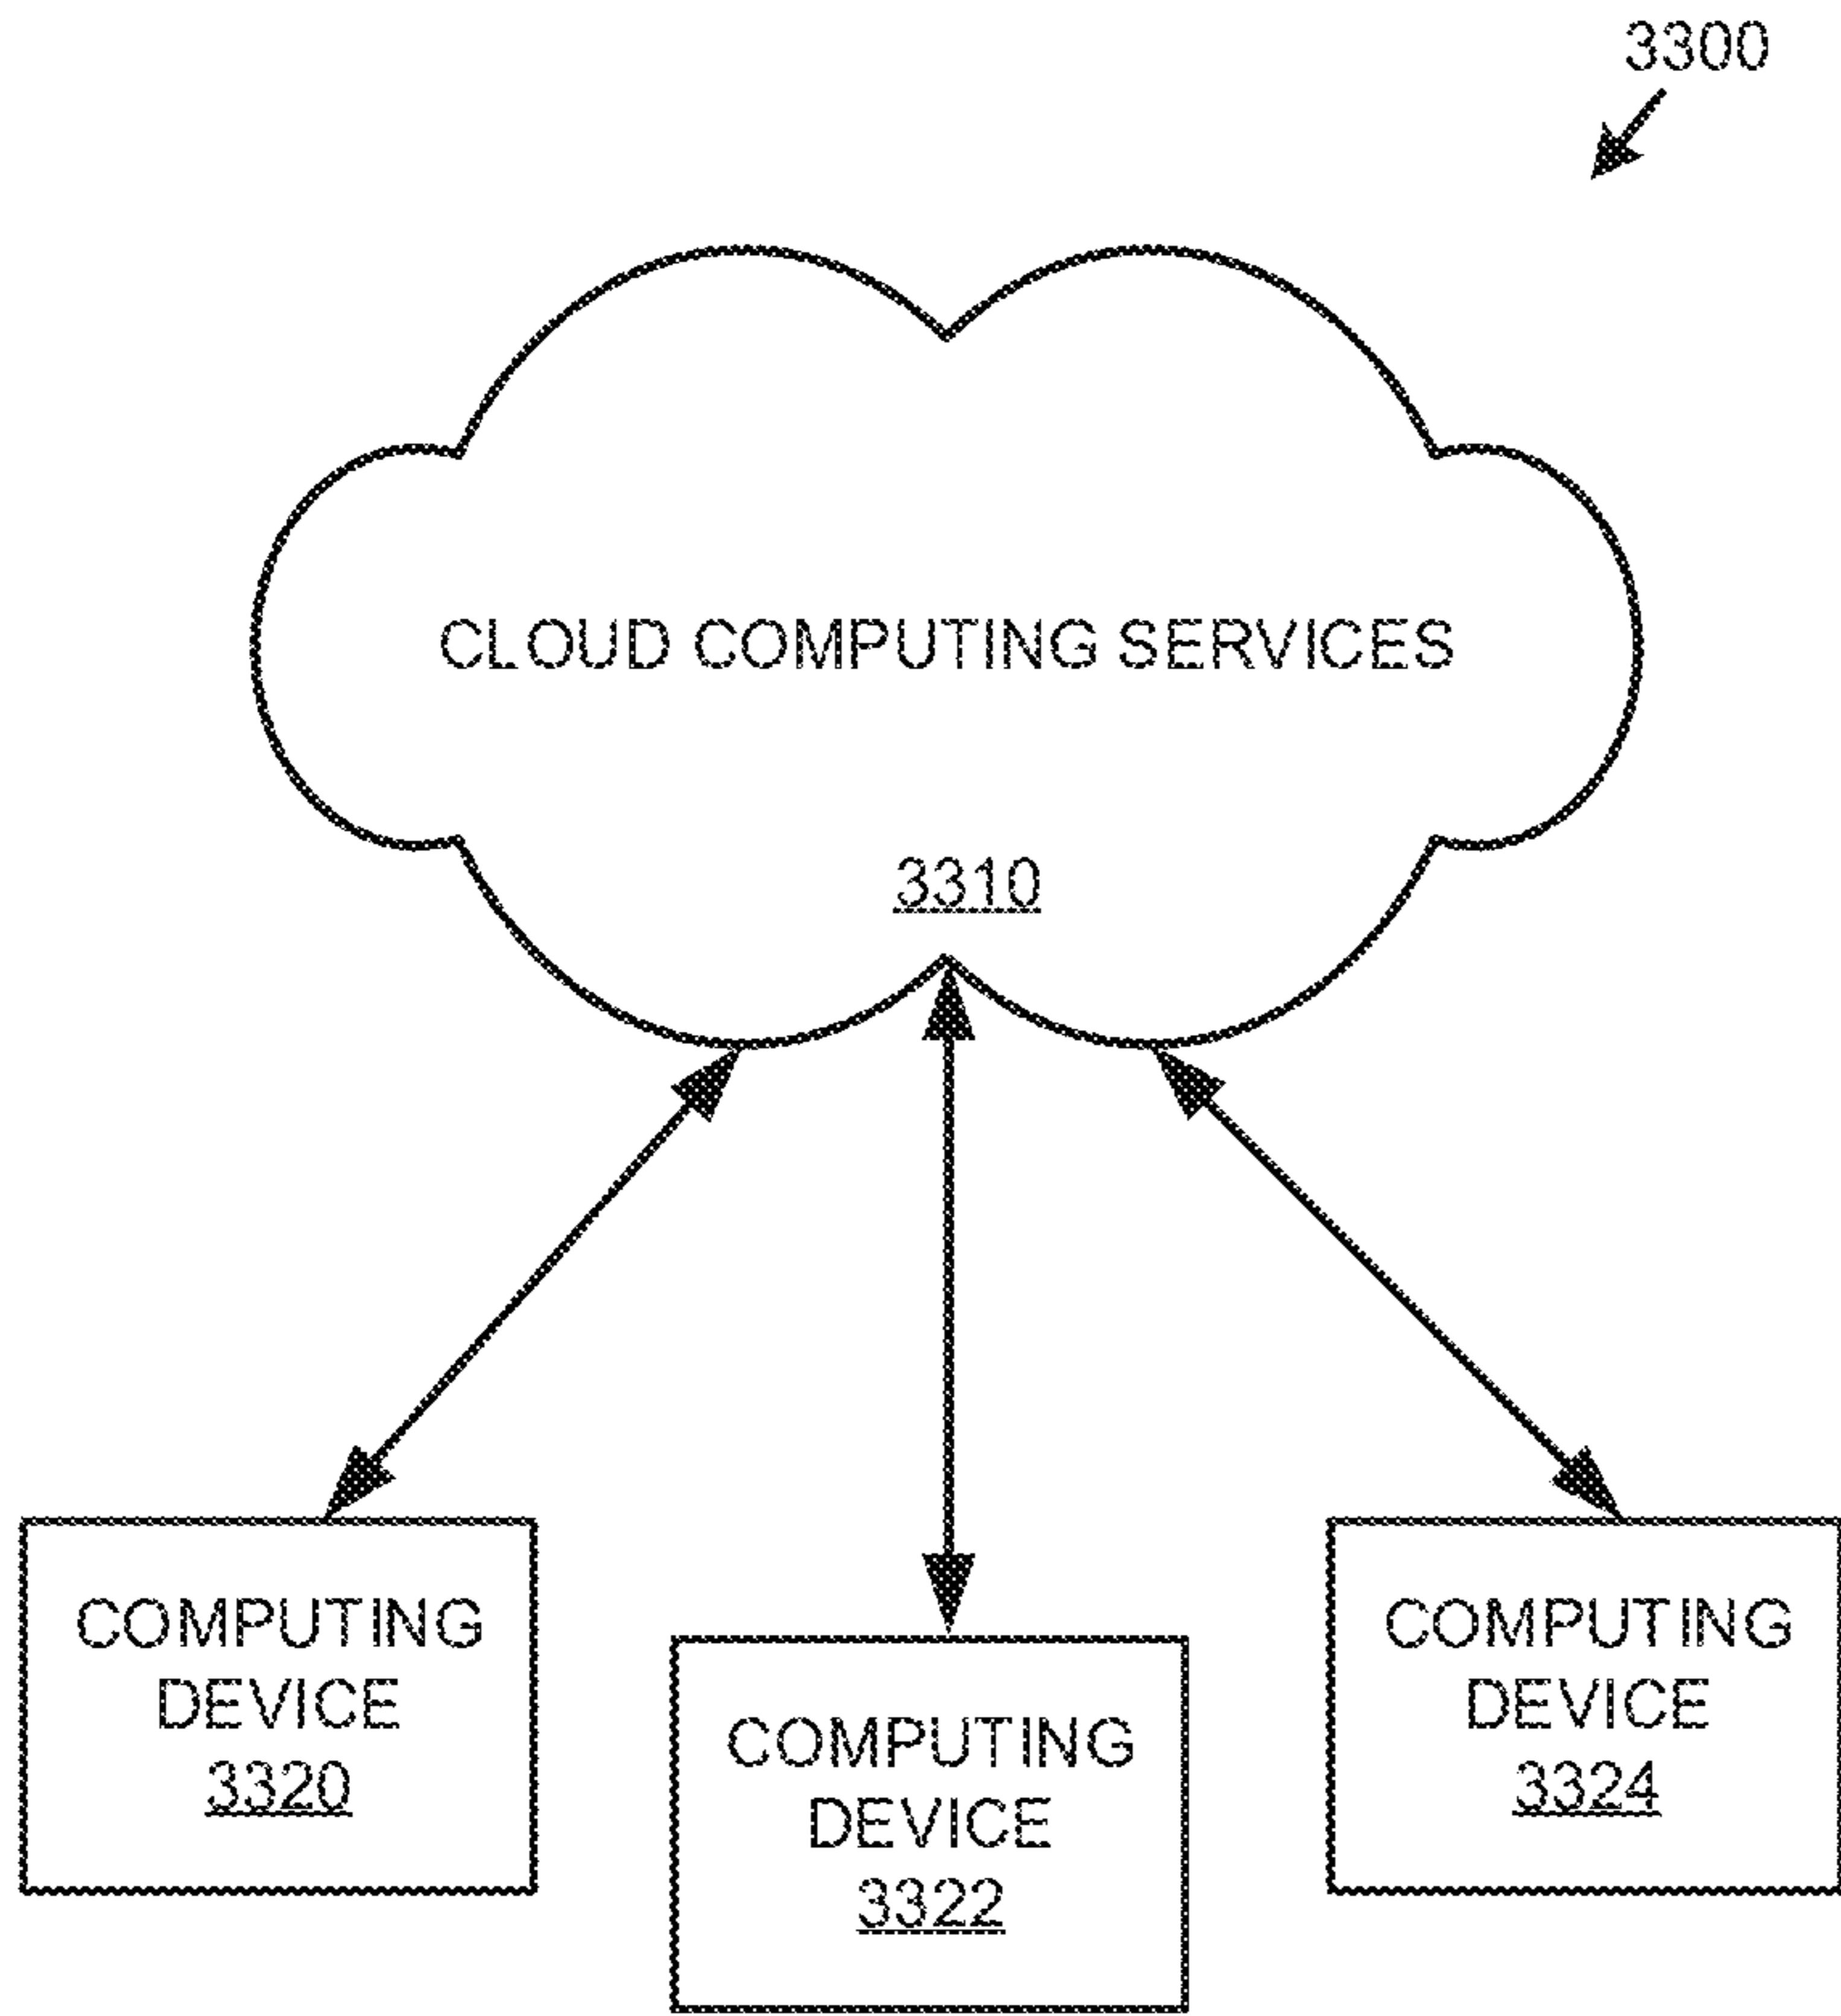 3300
CLOUD COMPUTING SERVICES
3310
COMPUTING
DEVICE
3320
COMPUTING
DEVICE
3322
COMPUTING
DEVICE
3324